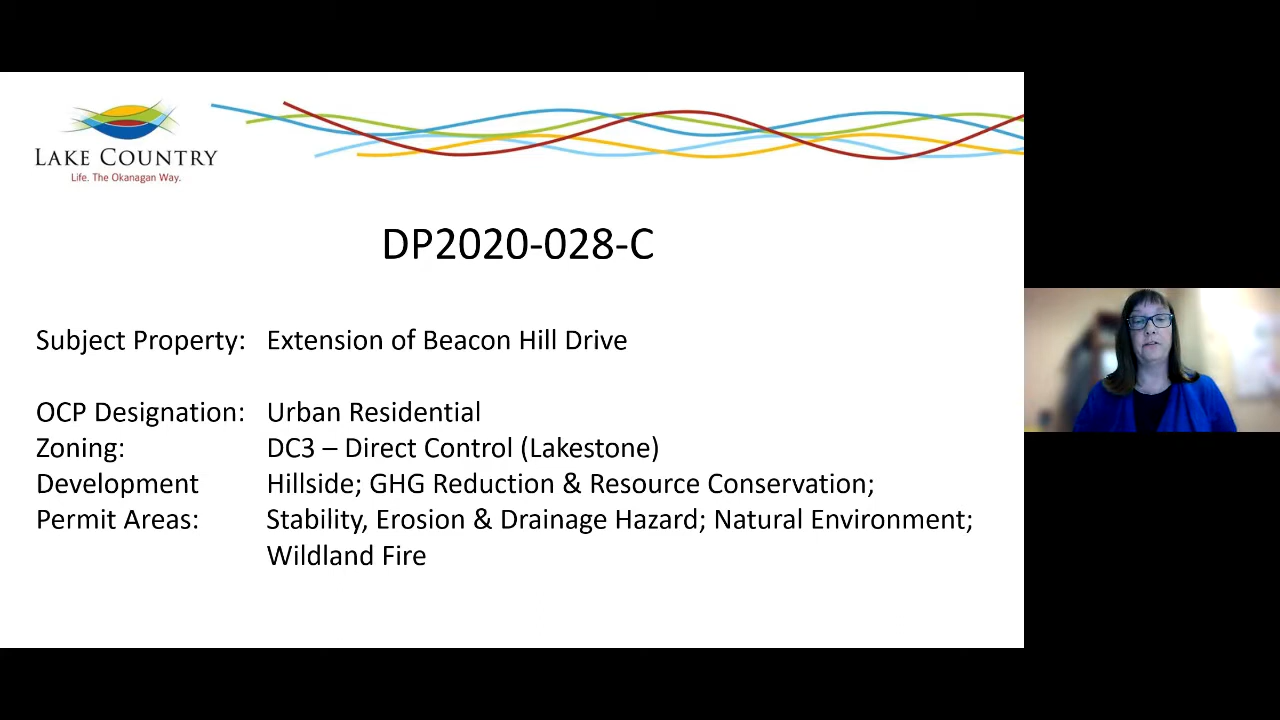 LAKE COUNTRY
Life. The Okanagan Way.
DP2020-028-C
Subject Property: Extension of Beacon Hill Drive
OCP Designation: Urban Residential
Zoning: DC3 – Direct Control (Lakestone)
Development Hillside; GHG Reduction & Resource Conservation;
Permit Areas: Stability, Erosion & Drainage Hazard; Natural Environment;
Wildland Fire